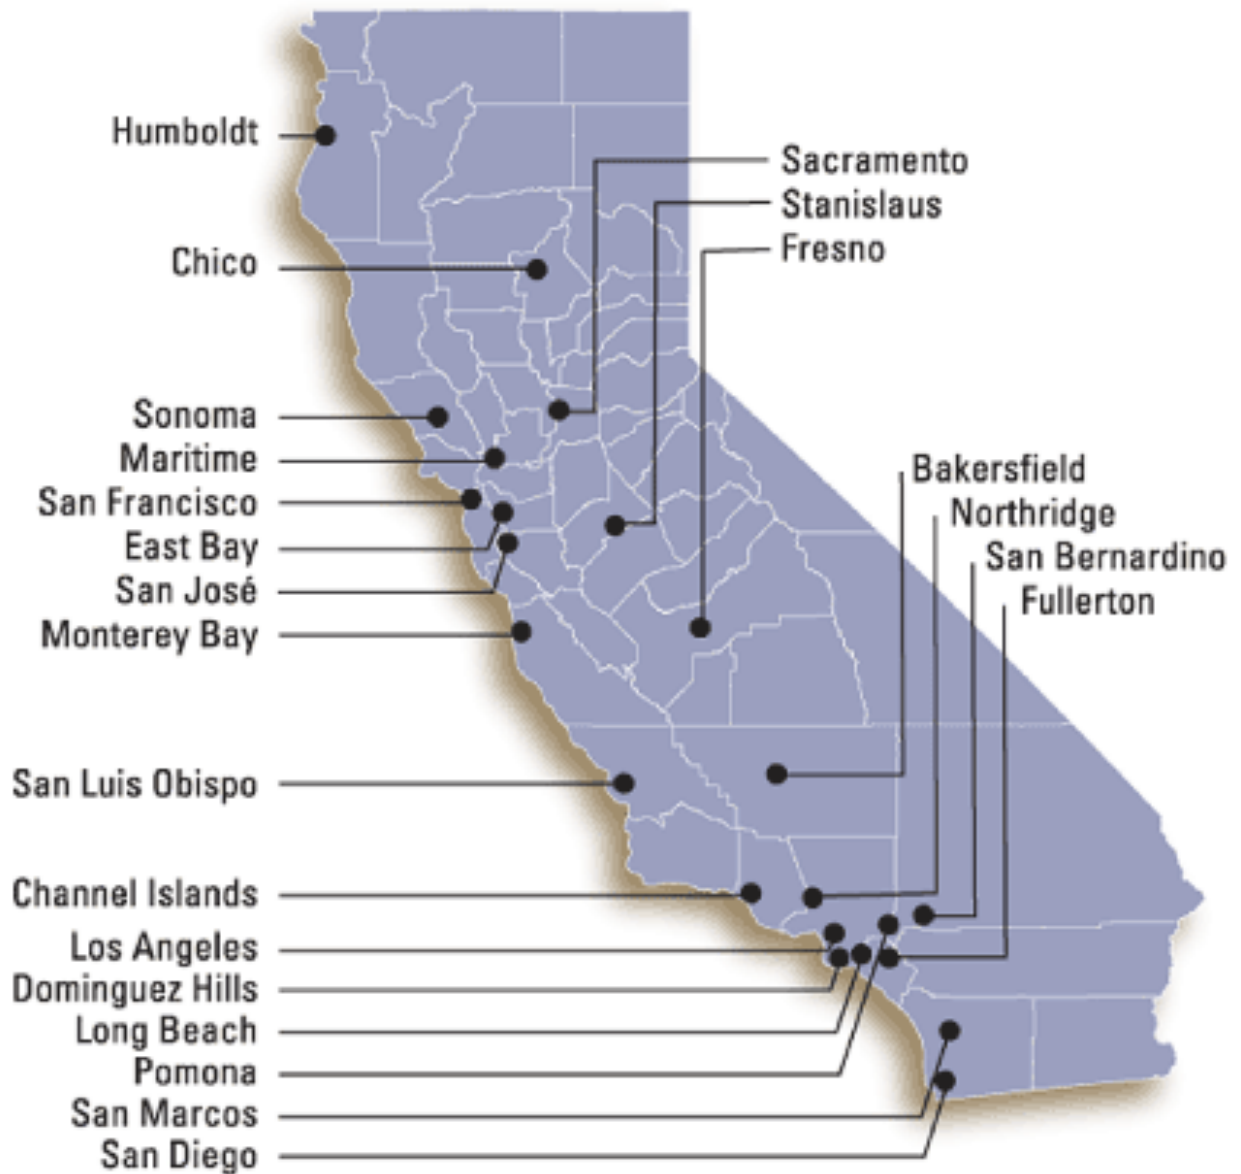 Humboldt
Sacramento
Stanislaus
Fresno
Chico
Sonoma
Maritime
San Francisco
East Bay
San José
Monterey Bay
Bakersfield
Northridge
San Bernardino
Fullerton
San Luis Obispo
Channel Islands
Los Angeles
Dominguez Hills
Long Beach
Pomona
San Marcos
San Diego